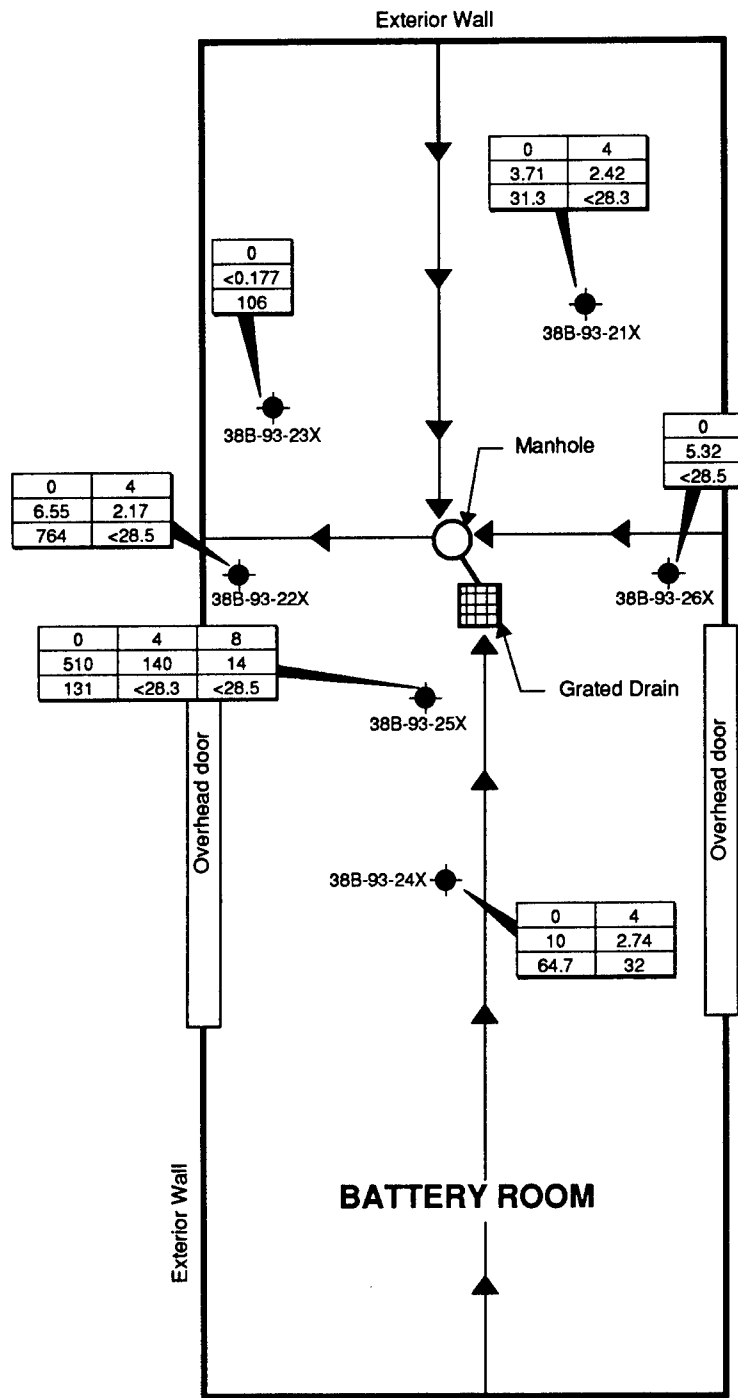 Exterior Wall
0 4
3.71 2.42
31.3 <28.3
38B-93-21X
0
<0.177
106
38B-93-23X
Manhole
0
5.32
<28.5
38B-93-26X
0 4
6.55 2.17
764 <28.5
38B-93-22X
0 4 8
510 140 14
131 <28.3 <28.5
38B-93-25X
Grated Drain
Overhead door
Overhead door
38B-93-24X
0 4
10 2.74
64.7 32
BATTERY ROOM
Exterior Wall